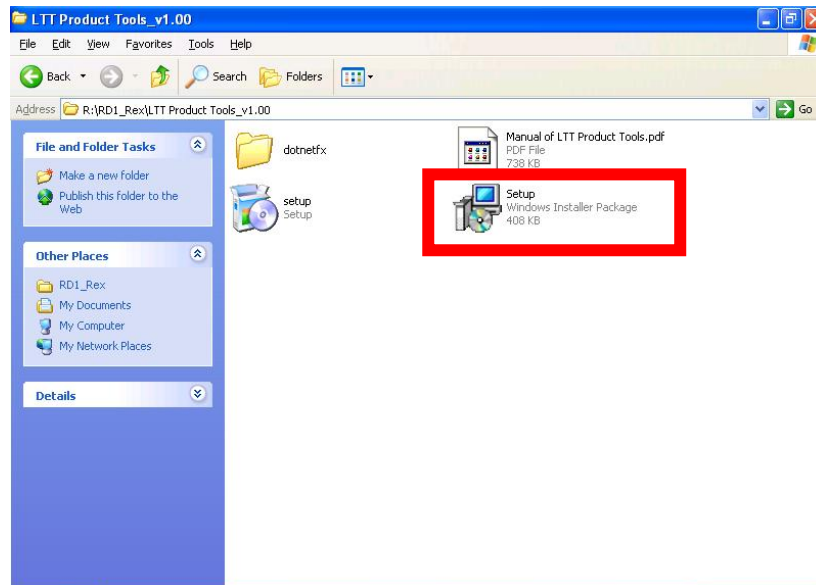 LTT Product Tools_v1.00
File Edit View Favorites Tools Help
Back Search Folders
Address R:\RD1_Rex\LTT Product Tools_v1.00 Go
File and Folder Tasks
Make a new folder
Publish this folder to the
Web
Other Places
RD1_Rex
My Documents
My Computer
My Network Places
Details
dotnetfx
Manual of LTT Product Tools.pdf
PDF File
738 KB
setup
Setup
Setup
Windows Installer Package
408 KB